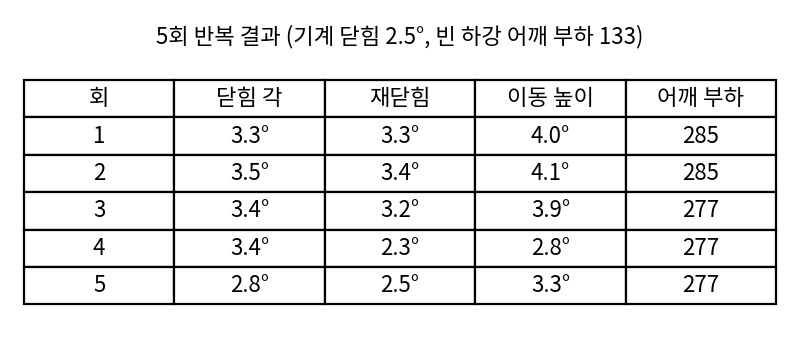 5회 반복 결과 (기계 닫힘 2.5°, 빈 하강 어깨 부하 133)
회 닫힘 각 재닫힘 이동 높이 어깨 부하
1 3.3° 3.3° 4.0° 285
2 3.5° 3.4° 4.1° 285
3 3.4° 3.2° 3.9° 277
4 3.4° 2.3° 2.8° 277
5 2.8° 2.5° 3.3° 277